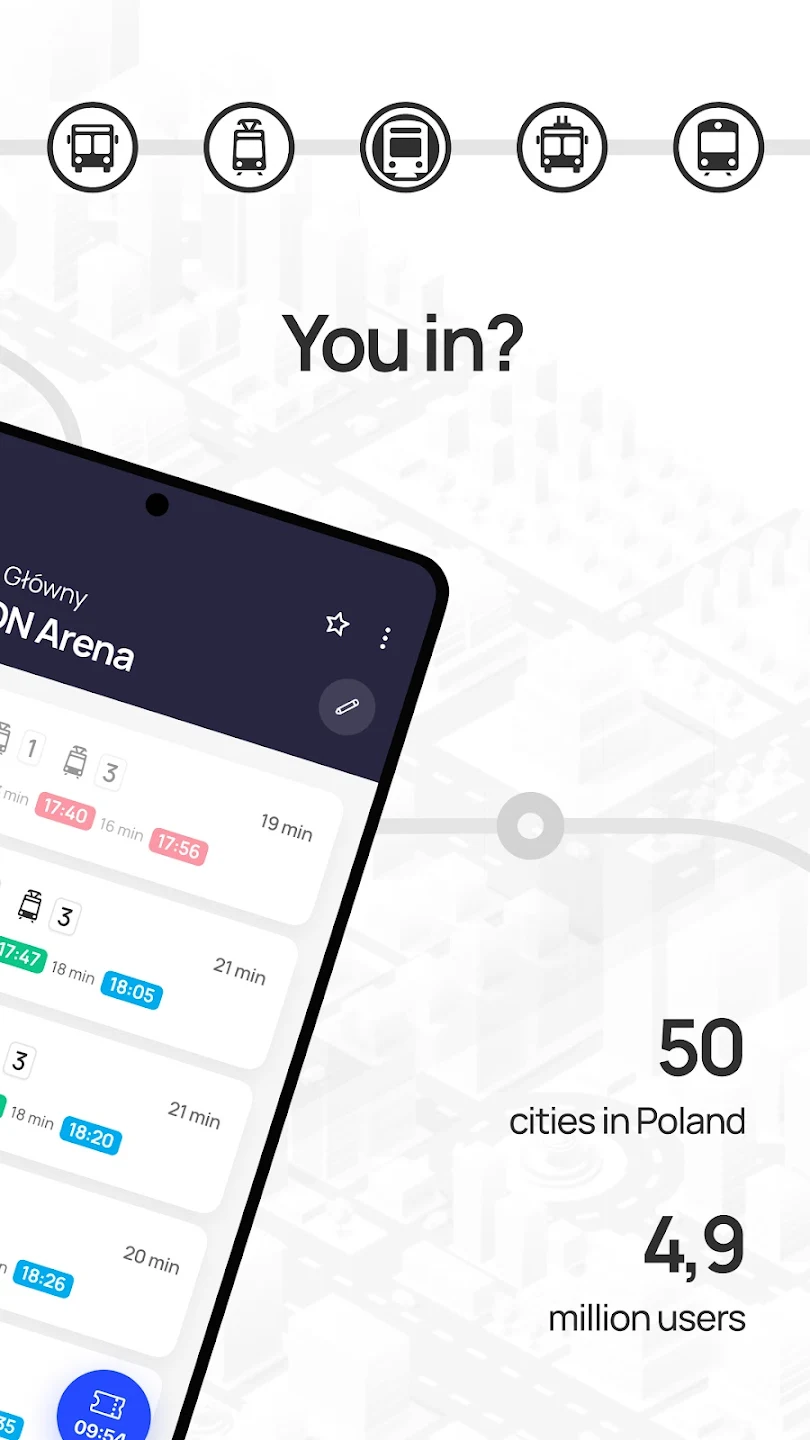 You in?
Główny
Arena
1 3
min 17:40 16 min 17:56
19 min
3
17:47 18 min 18:05
21 min
3
18 min 18:20
21 min
18:26
20 min
09:54
50
cities in Poland
4,9
million users